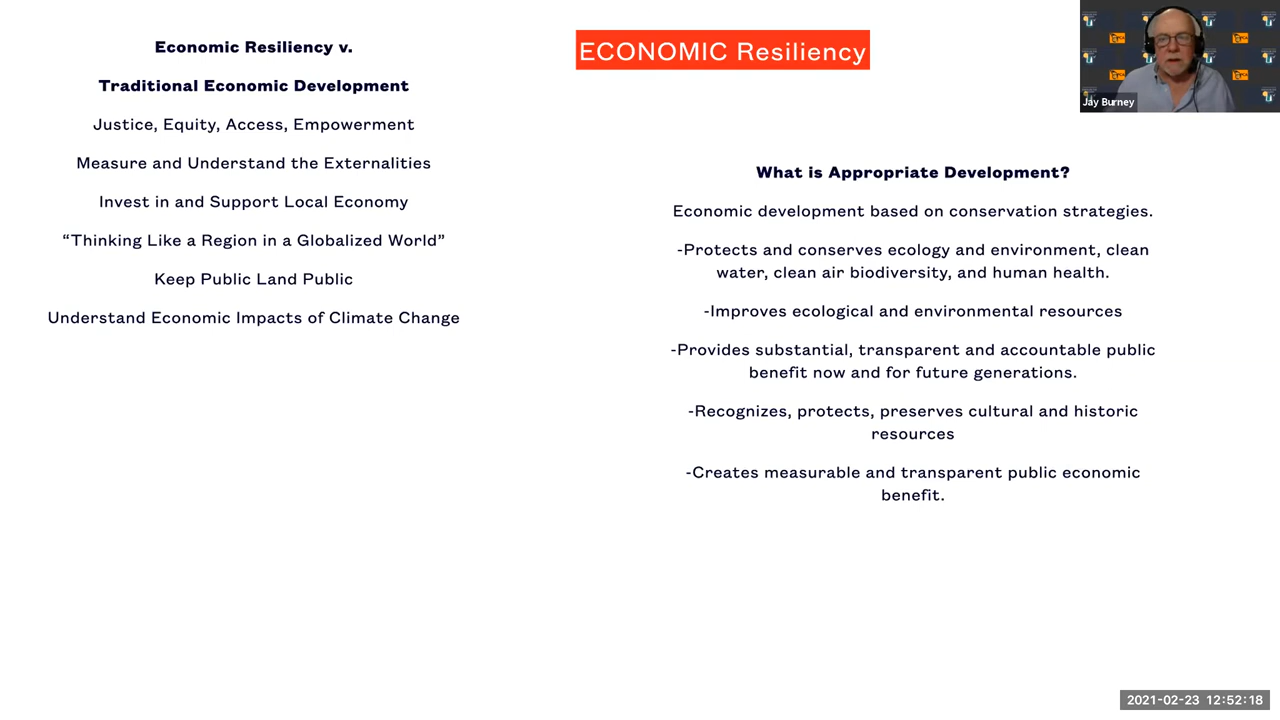 Economic Resiliency v.
Traditional Economic Development
Justice, Equity, Access, Empowerment
Measure and Understand the Externalities
Invest in and Support Local Economy
“Thinking Like a Region in a Globalized World”
Keep Public Land Public
Understand Economic Impacts of Climate Change
ECONOMIC Resiliency
What is Appropriate Development?
Economic development based on conservation strategies.
-Protects and conserves ecology and environment, clean
water, clean air biodiversity, and human health.
-Improves ecological and environmental resources
-Provides substantial, transparent and accountable public
benefit now and for future generations.
-Recognizes, protects, preserves cultural and historic
resources
-Creates measurable and transparent public economic
benefit.
Jay Burney
2021-02-23 12:52:18